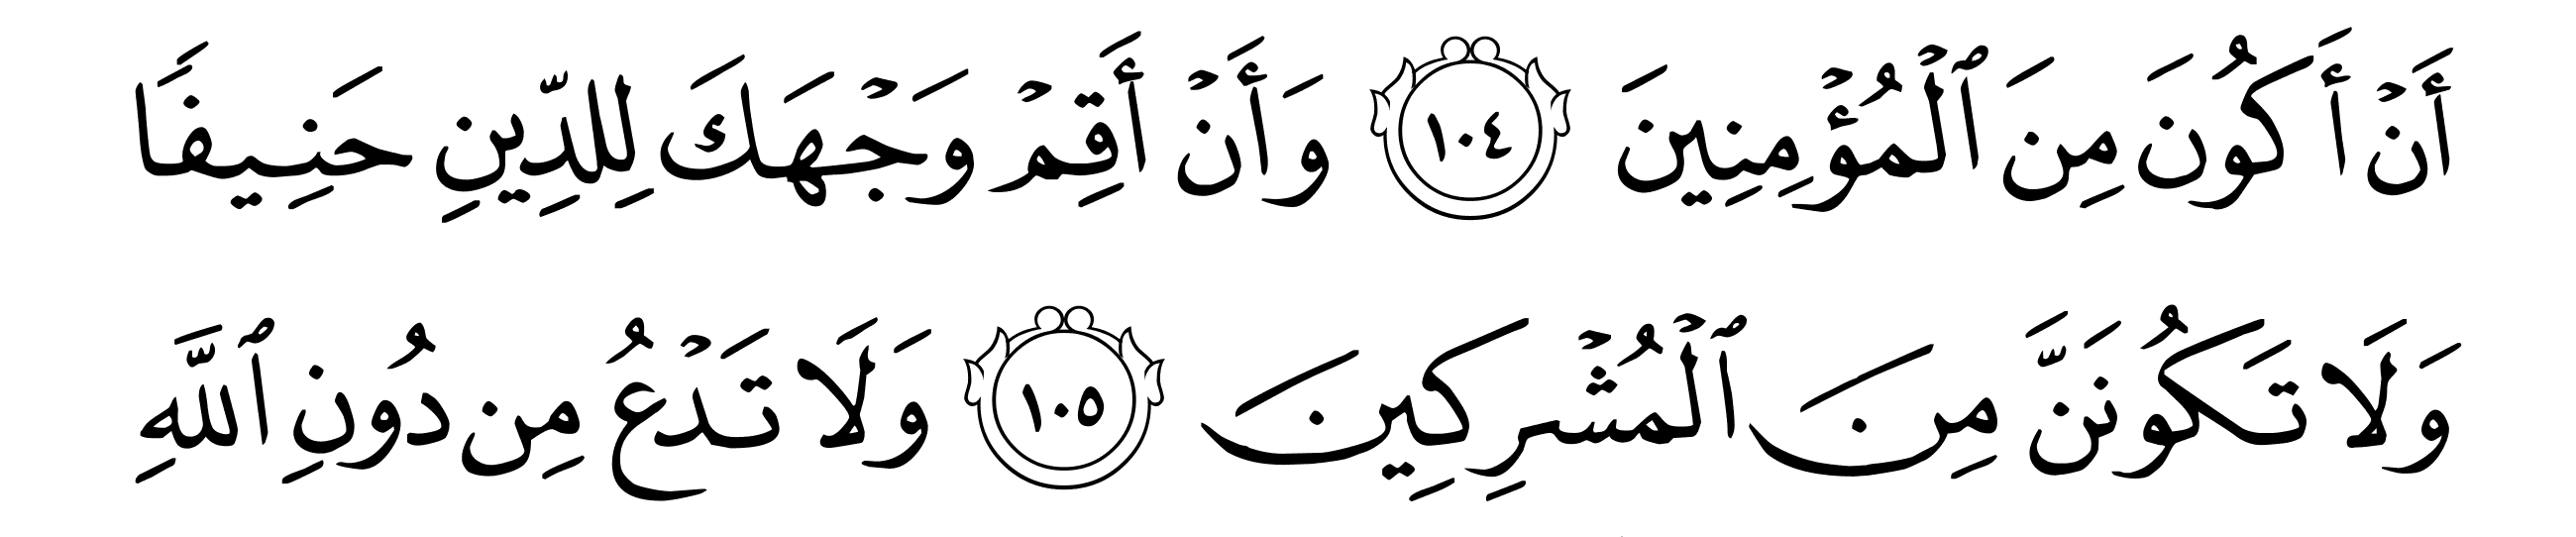 أَنْ أَكُونَ مِنَ ٱلْمُؤْمِنِينَ ١٠٤ وَأَنْ أَقِمْ وَجْهَكَ لِلدِّينِ حَنِيفًا
وَلَا تَكُونَنَّ مِنَ ٱلْمُشْرِكِينَ ١٠٥ وَلَا تَدْعُ مِن دُونِ ٱللَّهِ